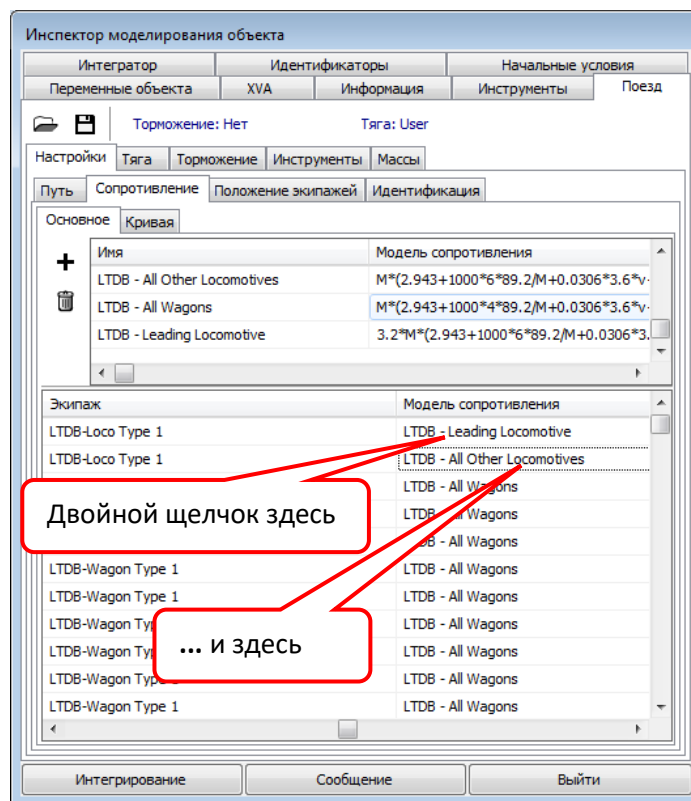 Инспектор моделирования объекта
Интегратор Идентификаторы Начальные условия
Переменные объекта XVA Информация Инструменты Поезд
Торможение: Нет Тяга: User
Настройки Тяга Торможение Инструменты Массы
Путь Сопротивление Положение экипажей Идентификация
Основное Кривая
Имя Модель сопротивления
LTDB - All Other Locomotives M*(2.943+1000*6*89.2/M+0.0306*3.6*v-
LTDB - All Wagons M*(2.943+1000*4*89.2/M+0.0306*3.6*v-
LTDB - Leading Locomotive 3.2*M*(2.943+1000*6*89.2/M+0.0306*3.
Экипаж Модель сопротивления
LTDB-Loco Type 1 LTDB - Leading Locomotive
LTDB-Loco Type 1 LTDB - All Other Locomotives
LTDB - All Wagons
Двойной щелчок здесь LTDB - All Wagons
LTDB - All Wagons
LTDB-Wagon Type 1 LTDB - All Wagons
LTDB-Wagon Type 1 LTDB - All Wagons
LTDB-Wagon LTDB - All Wagons
... и здесь
LTDB-Wagon LTDB - All Wagons
LTDB-Wagon LTDB - All Wagons
LTDB-Wagon Type 1 LTDB - All Wagons
Интегрирование Сообщение Выйти